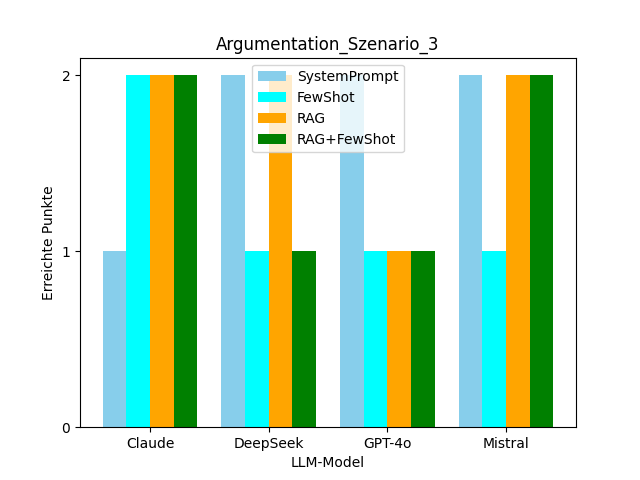 Argumentation_Szenario_3
SystemPrompt
FewShot
RAG
RAG+FewShot
Erreichte Punkte
2
1
0
Claude
DeepSeek
GPT-4o
Mistral
LLM-Model